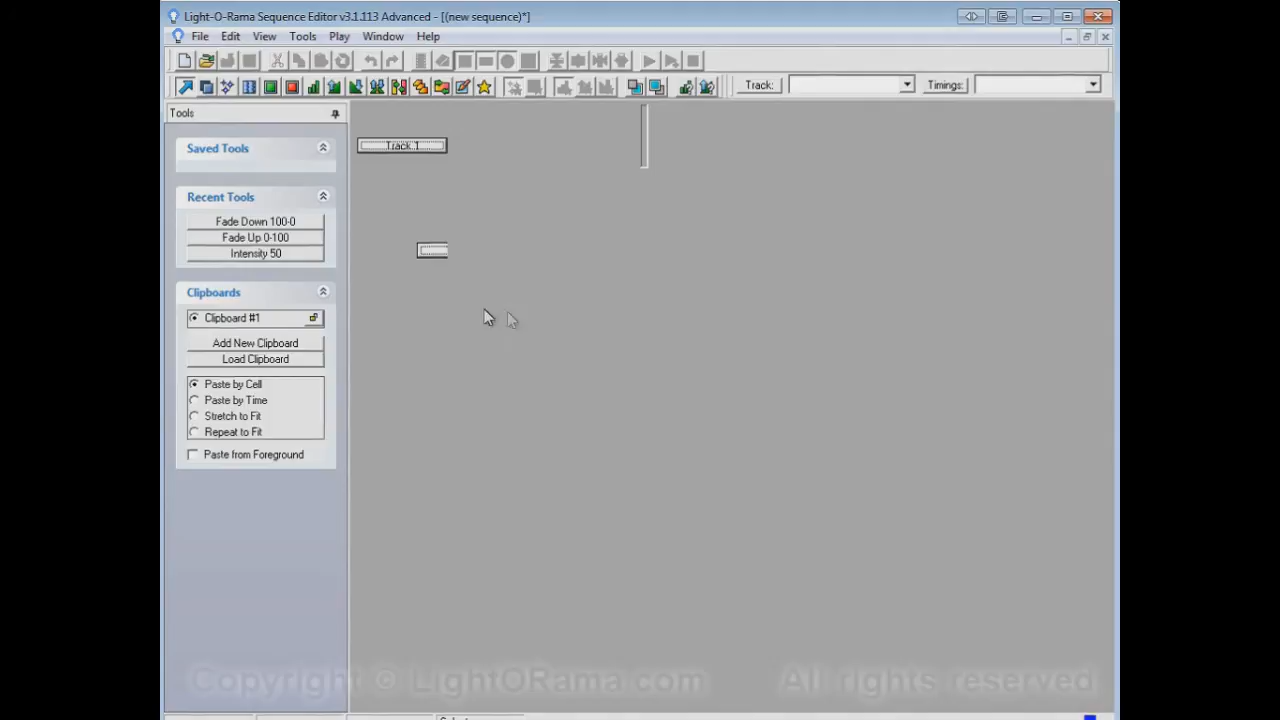 Light-O-Rama Sequence Editor v3.1.113 Advanced - [(new sequence)*]
File Edit View Tools Play Window Help
Track: Timings:
Tools
Saved Tools
Recent Tools
Fade Down 100-0
Fade Up 0-100
Intensity 50
Clipboards
Clipboard #1
Add New Clipboard
Load Clipboard
Paste by Cell
Paste by Time
Stretch to Fit
Repeat to Fit
Paste from Foreground
Track 1
Copyright © LightORama.com All rights reserved